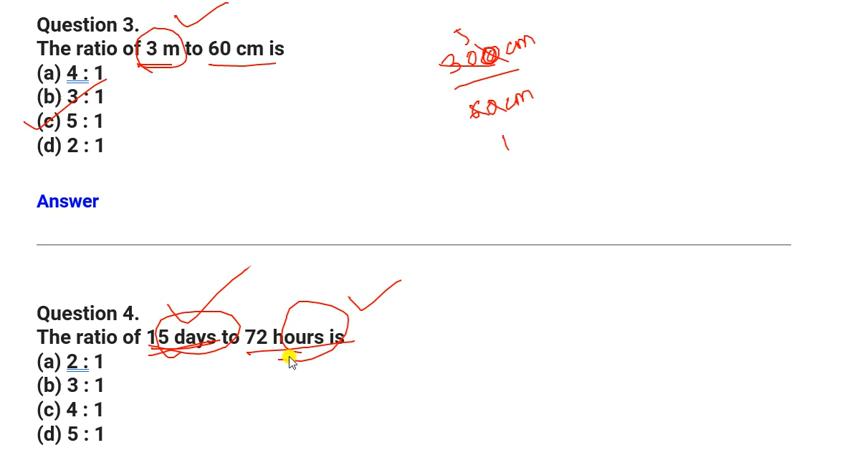 Question 3.
The ratio of 3 m to 60 cm is
(a) 4 : 1
(b) 3 : 1
(c) 5 : 1
(d) 2 : 1
5
300 cm
60 cm
1
Answer
Question 4.
The ratio of 15 days to 72 hours is
(a) 2 : 1
(b) 3 : 1
(c) 4 : 1
(d) 5 : 1